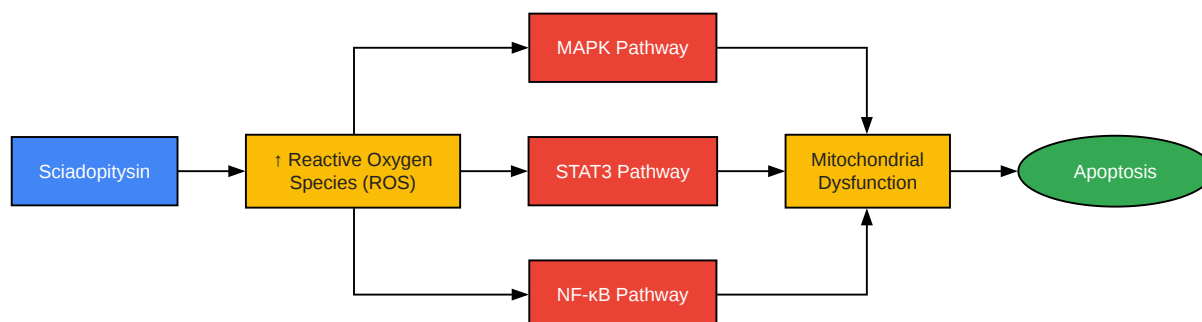 MAPK Pathway
Sciadopitysin
↑ Reactive Oxygen
Species (ROS)
STAT3 Pathway
Mitochondrial
Dysfunction
Apoptosis
NF-κB Pathway